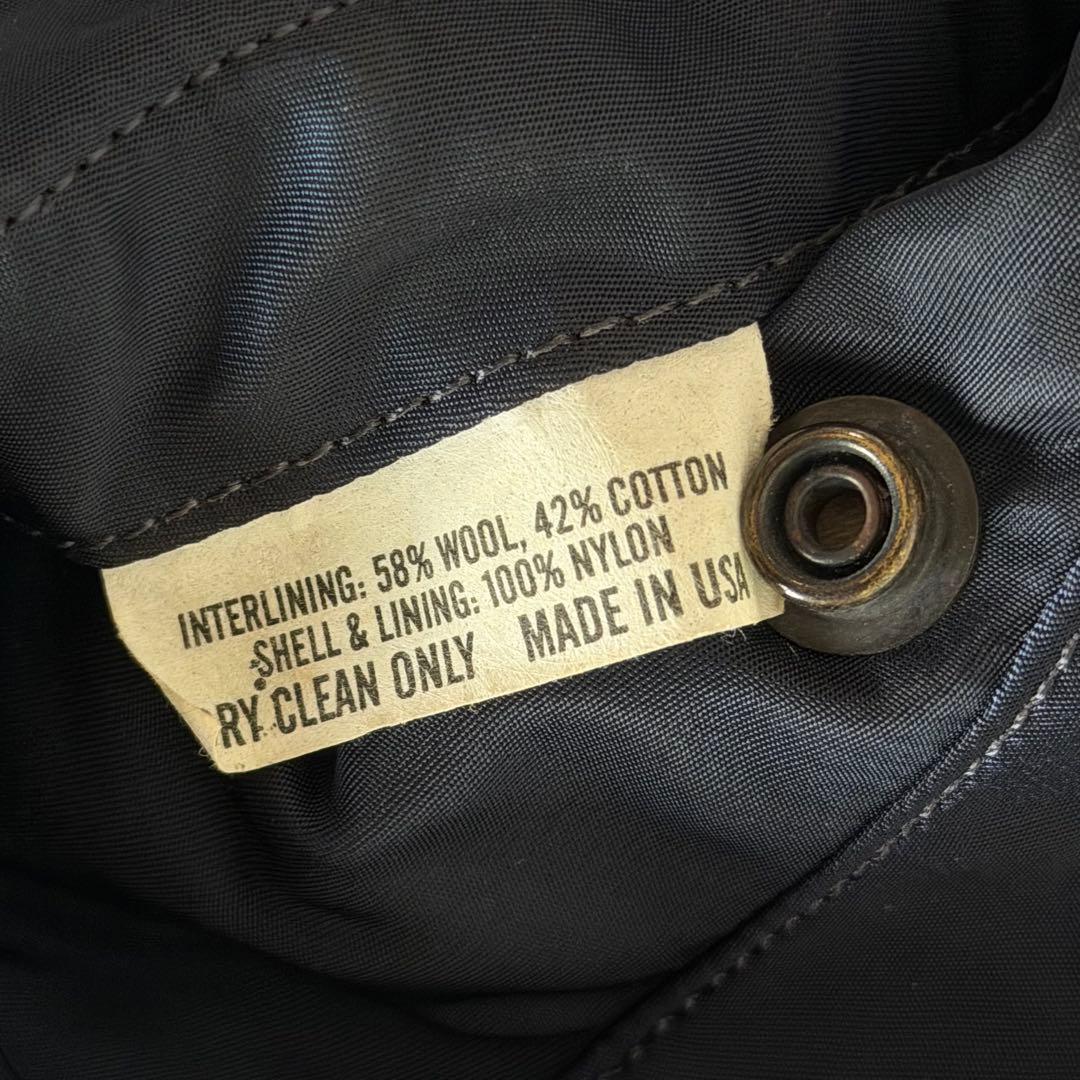 INTERLINING: 58% WOOL, 42% COTTON
SHELL & LINING: 100% NYLON
RY CLEAN ONLY MADE IN USA